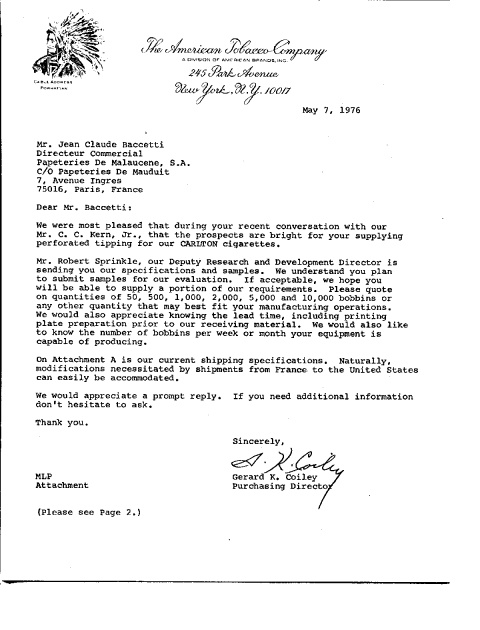 The American Tobacco Company
A DIVISION OF AMERICAN BRANDS, INC.
245 Park Avenue
New York, N.Y. 10017
CABLE ADDRESS
May 7, 1976
Mr. Jean Claude Baccetti
Directeur Commercial
Papeteries De Malaucene, S.A.
C/O Papeteries De Mauduit
7, Avenue Ingres
75016, Paris, France
Dear Mr. Baccetti:
We were most pleased that during your recent conversation with our
Mr. C. C. Kern, Jr., that the prospects are bright for your supplying
perforated tipping for our CARLTON cigarettes.
Mr. Robert Sprinkle, our Deputy Research and Development Director is
sending you our specifications and samples. We understand you plan
to submit samples for our evaluation. If acceptable, we hope you
will be able to supply a portion of our requirements. Please quote
on quantities of 50, 500, 1,000, 2,000, 5,000 and 10,000 bobbins or
any other quantity that may best fit your manufacturing operations.
We would also appreciate knowing the lead time, including printing
plate preparation prior to our receiving material. We would also like
to know the number of bobbins per week or month your equipment is
capable of producing.
On Attachment A is our current shipping specifications. Naturally,
modifications necessitated by shipments from France to the United States
can easily be accommodated.
We would appreciate a prompt reply. If you need additional information
don't hesitate to ask.
Thank you.
Sincerely,
Gerard K. Coiley
Purchasing Director
MLP
Attachment
(Please see Page 2.)